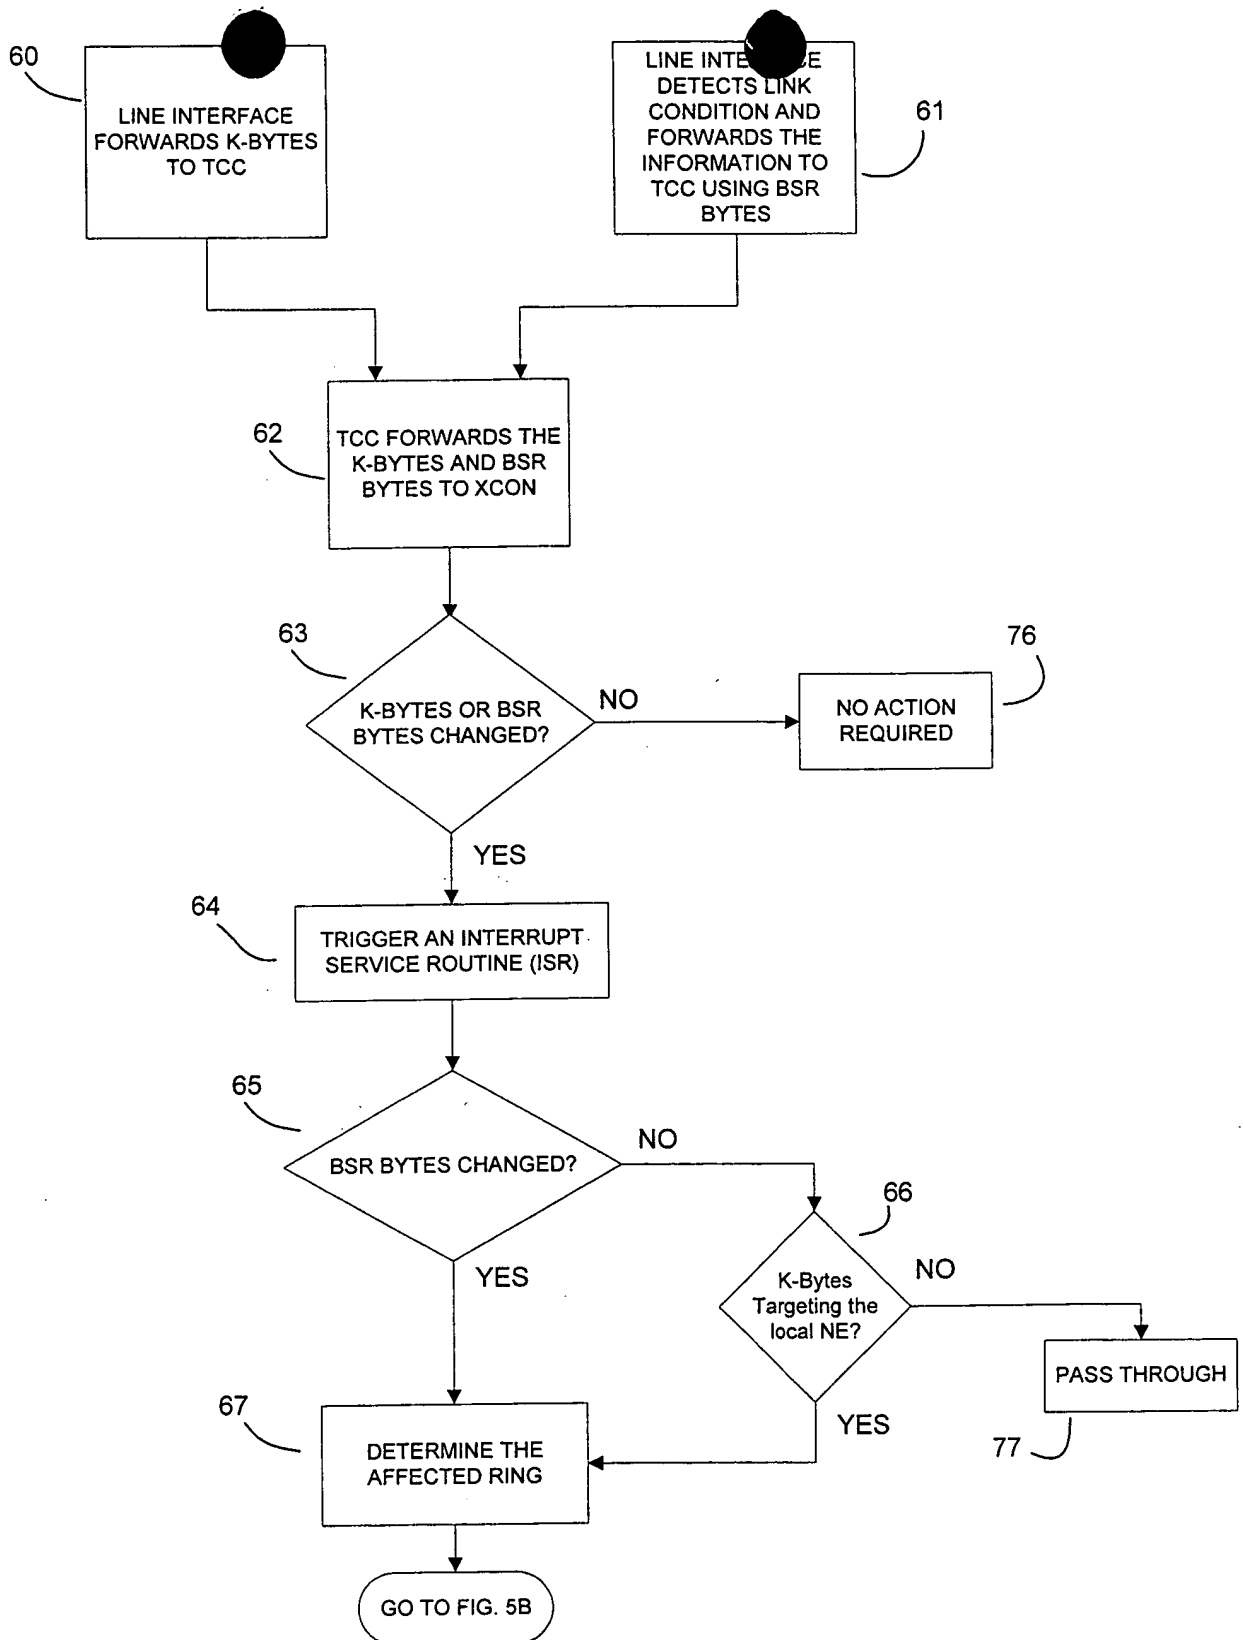 60
LINE INTERFACE
FORWARDS K-BYTES
TO TCC
LINE
DETECTS LINK
CONDITION AND
FORWARDS THE
INFORMATION TO
TCC USING BSR
BYTES
61
62
TCC FORWARDS THE
K-BYTES AND BSR
BYTES TO XCON
63
K-BYTES OR BSR
BYTES CHANGED?
NO
76
NO ACTION
REQUIRED
YES
64
TRIGGER AN INTERRUPT
SERVICE ROUTINE (ISR)
65
BSR BYTES CHANGED?
NO
YES
66
K-Bytes
Targeting the
local NE?
NO
PASS THROUGH
77
YES
67
DETERMINE THE
AFFECTED RING
GO TO FIG. 5B